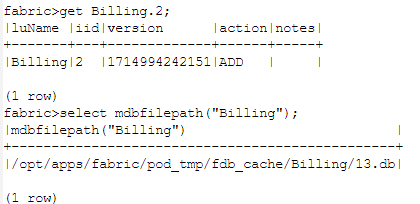 fabric>get Billing.2;
|luName |iid|version      |action|notes|
+-------+---+-------------+------+-----+
|Billing|2  |1714994242151|ADD   |     |

(1 row)
fabric>select mdbfilepath("Billing");
|mdbfilepath("Billing")                           |
+-------------------------------------------------+
|/opt/apps/fabric/pod_tmp/fdb_cache/Billing/13.db|

(1 row)